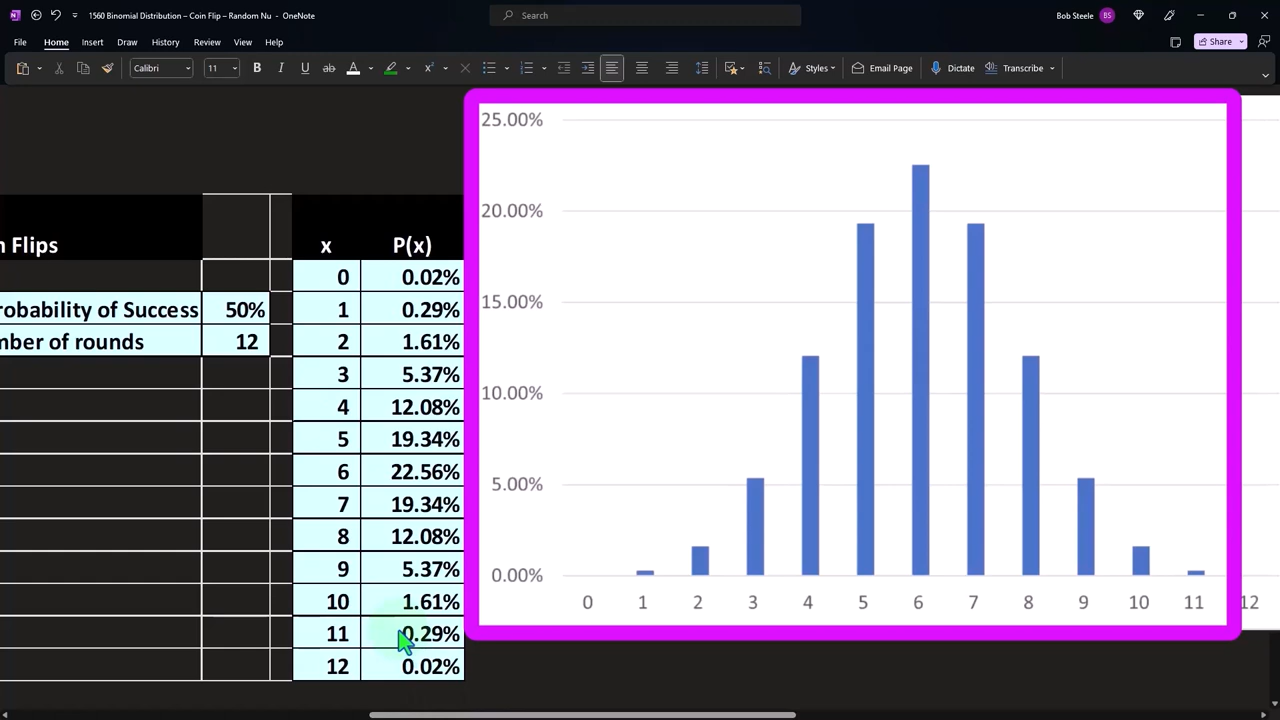 1560 Binomial Distribution – Coin Flip – Random Nu - OneNote
Search
Bob Steele BS
File Home Insert Draw History Review View Help
Share
Calibri 11 B I U ab A Styles Email Page Dictate Transcribe
n Flips
robability of Success 50%
mber of rounds 12
x P(x)
0 0.02%
1 0.29%
2 1.61%
3 5.37%
4 12.08%
5 19.34%
6 22.56%
7 19.34%
8 12.08%
9 5.37%
10 1.61%
11 0.29%
12 0.02%
25.00%
20.00%
15.00%
10.00%
5.00%
0.00%
0 1 2 3 4 5 6 7 8 9 10 11 12